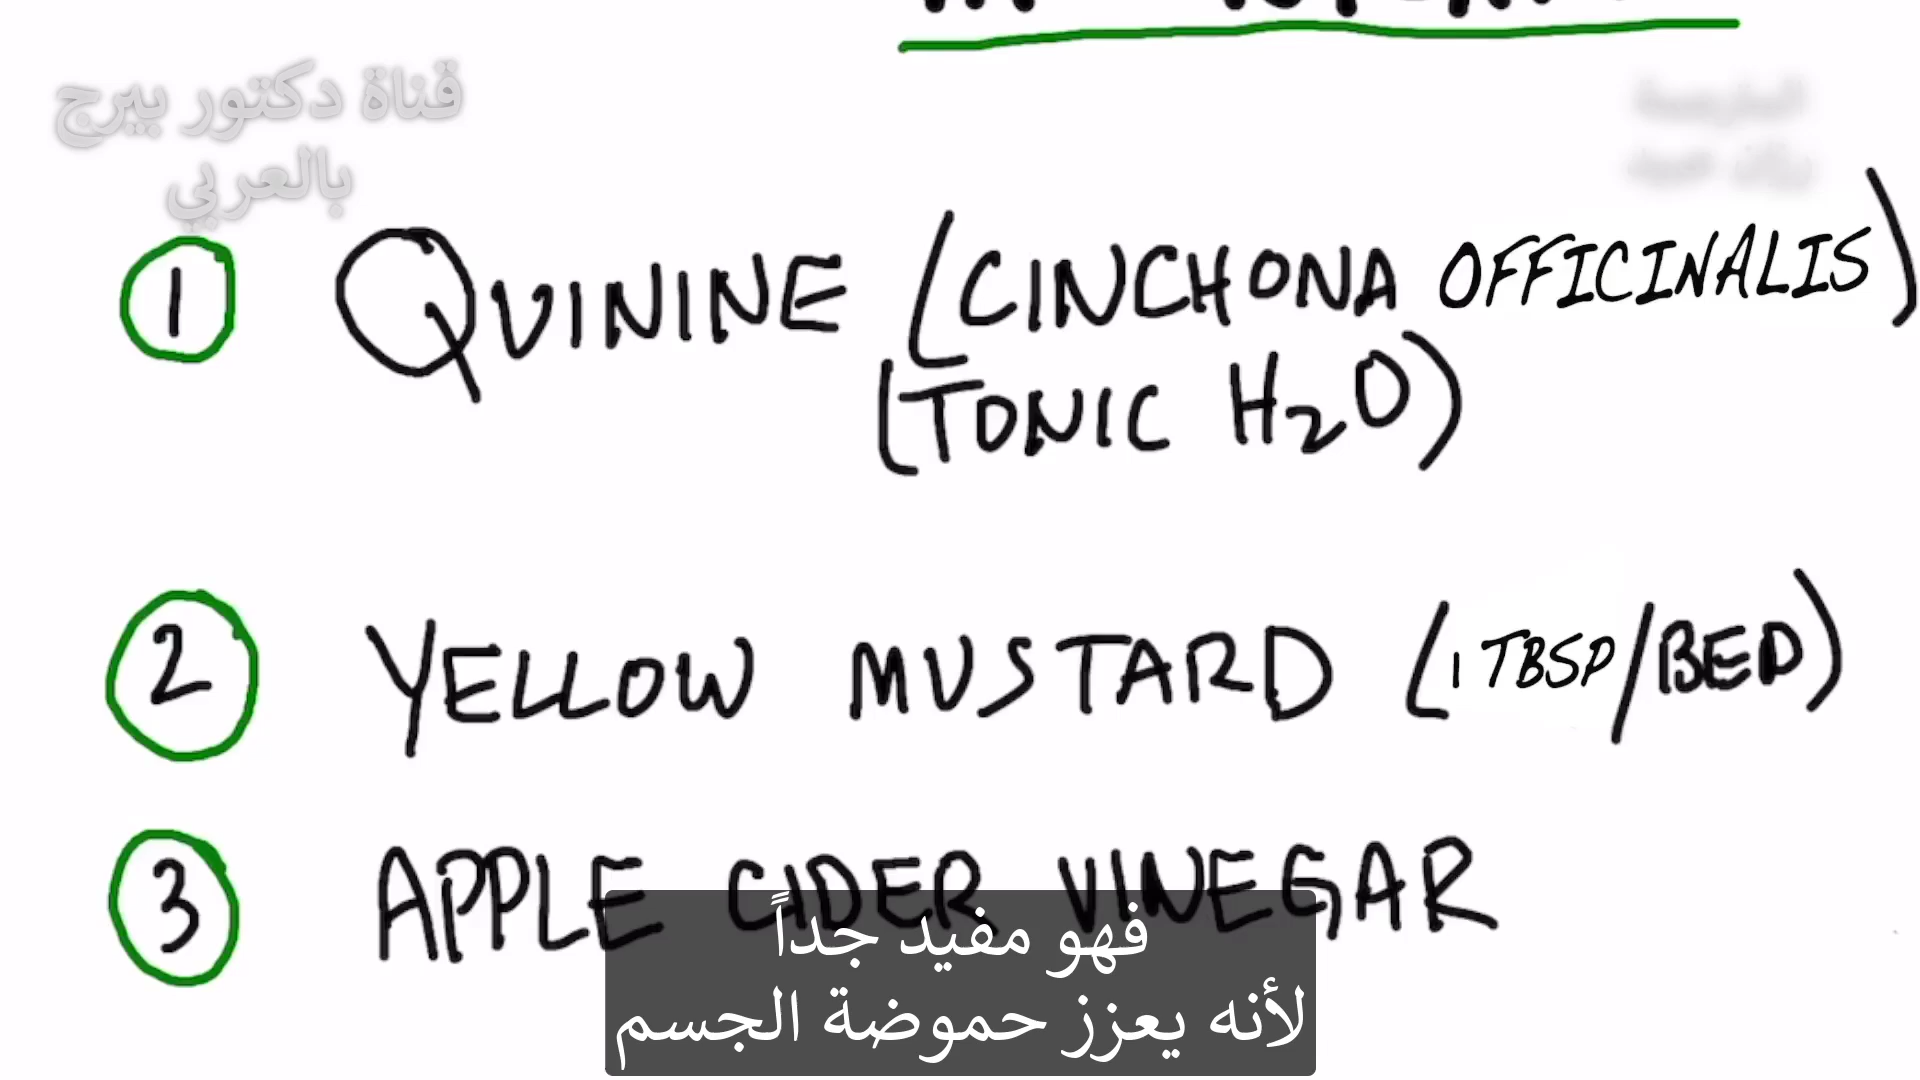 قناة دكتور بيرج
بالعربي
1 QUININE (CINCHONA OFFICINALIS)
(TONIC H₂O)
2 YELLOW MUSTARD (1 TBSP/BED)
3 APPLE CIDER VINEGAR
فهو مفيد جداً
لأنه يعزز حموضة الجسم